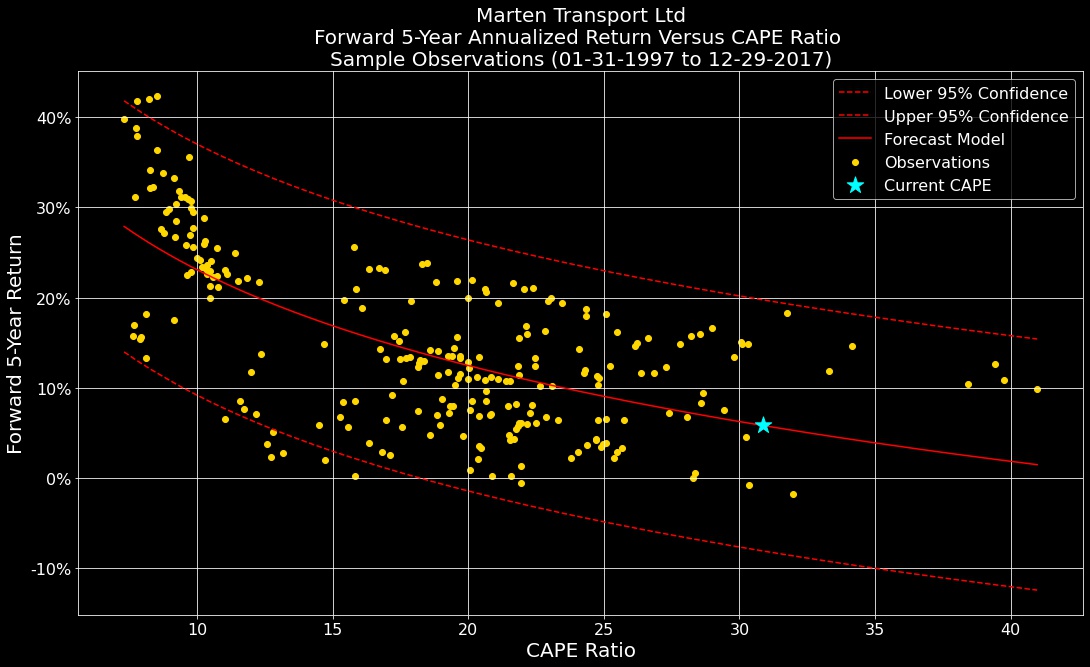 Marten Transport Ltd
Forward 5-Year Annualized Return Versus CAPE Ratio
Sample Observations (01-31-1997 to 12-29-2017)
Lower 95% Confidence
Upper 95% Confidence
Forecast Model
Observations
Current CAPE
Forward 5-Year Return
40%
30%
20%
10%
0%
-10%
10 15 20 25 30 35 40
CAPE Ratio